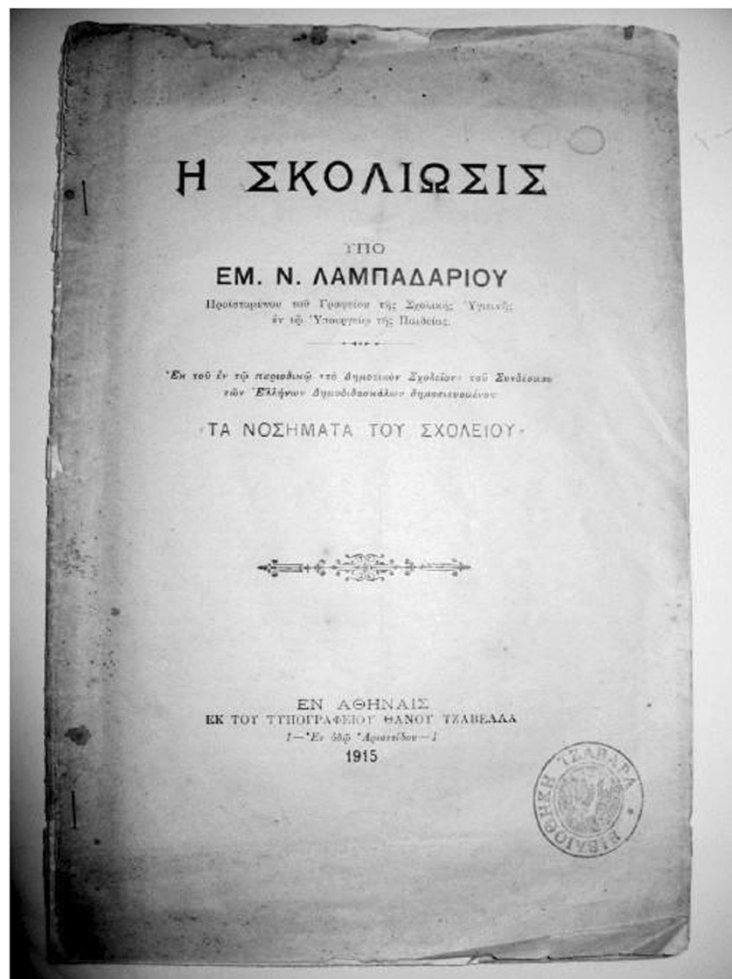 Η ΣΚΟΛΙΩΣΙΣ
ΥΠΟ
ΕΜ. Ν. ΛΑΜΠΑΔΑΡΙΟΥ
Προϊσταμένου τοῦ Γραφείου τῆς Σχολικῆς Ὑγιεινῆς
ἐν τῷ Ὑπουργείῳ τῆς Παιδείας.
Ἐκ τοῦ ἐν τῷ περιοδικῷ «τὸ Δημοτικὸν Σχολεῖον» τοῦ Συνδέσμου
τῶν Ἑλλήνων Δημοδιδασκάλων δημοσιευομένου
«ΤΑ ΝΟΣΗΜΑΤΑ ΤΟΥ ΣΧΟΛΕΙΟΥ»
ΕΝ ΑΘΗΝΑΙΣ
ΕΚ ΤΟΥ ΤΥΠΟΓΡΑΦΕΙΟΥ ΘΑΝΟΥ ΤΖΑΒΕΛΛΑ
1—Ἐν ὁδῷ Ἀριστείδου—1
1915
ΒΙΒΛΙΟΘΗΚΗ ΤΖΑΒΑΡΑ